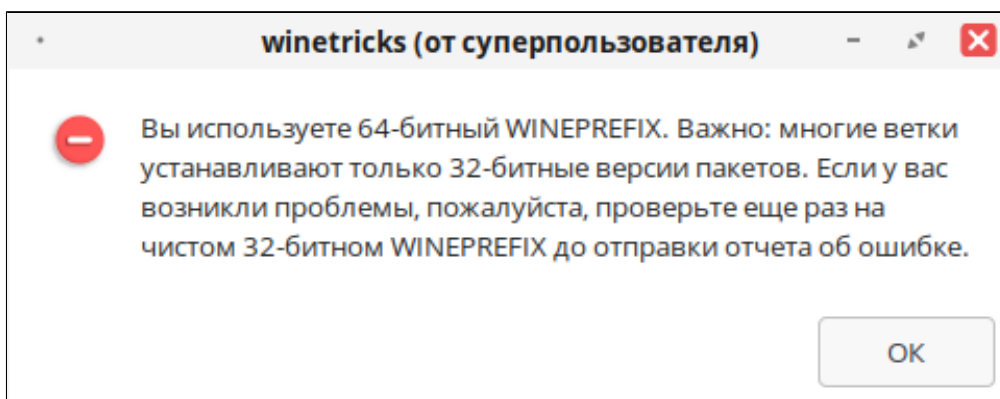 winetricks (от суперпользователя)
Вы используете 64-битный WINEPREFIX. Важно: многие ветки
устанавливают только 32-битные версии пакетов. Если у вас
возникли проблемы, пожалуйста, проверьте еще раз на
чистом 32-битном WINEPREFIX до отправки отчета об ошибке.
ОК